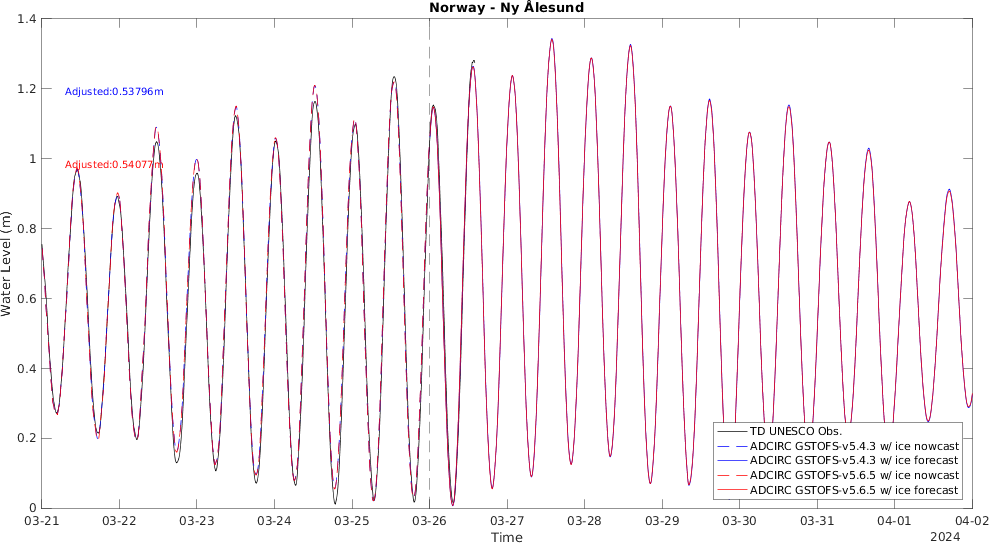 Norway - Ny Ålesund
1.4
1.2
1
0.8
0.6
0.4
0.2
0
Water Level (m)
Adjusted:0.53796m
Adjusted:0.54077m
TD UNESCO Obs.
ADCIRC GSTOFS-v5.4.3 w/ ice nowcast
ADCIRC GSTOFS-v5.4.3 w/ ice forecast
ADCIRC GSTOFS-v5.6.5 w/ ice nowcast
ADCIRC GSTOFS-v5.6.5 w/ ice forecast
03-21 03-22 03-23 03-24 03-25 03-26 03-27 03-28 03-29 03-30 03-31 04-01 04-02
Time
2024